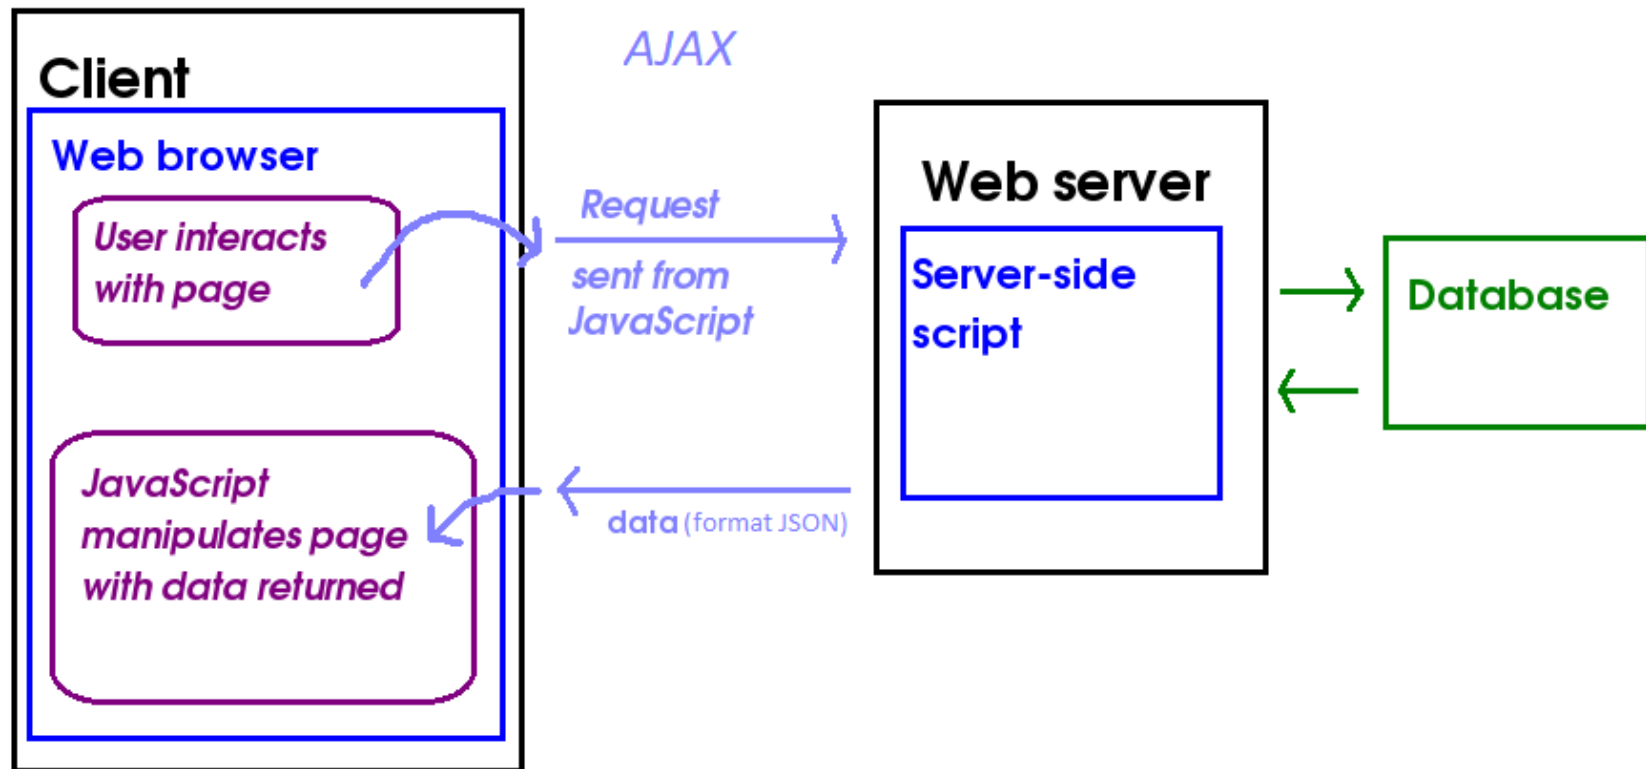 AJAX
Client
Web browser
User interacts
with page
Request
sent from
JavaScript
Web server
Server-side
script
Database
data (format JSON)
JavaScript
manipulates page
with data returned